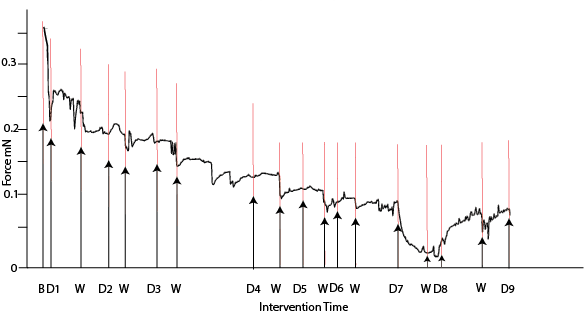 0.3
0.2
0.1
0
Force mN
B D1 W D2 W D3 W D4 W D5 W D6 W D7 W D8 W D9
Intervention Time